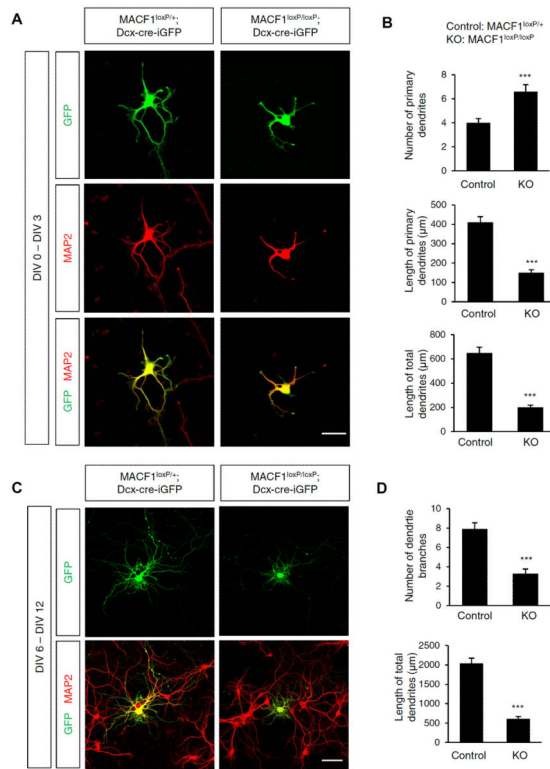 A
MACF1loxP/+;
Dcx-cre-iGFP
MACF1loxP/loxP;
Dcx-cre-iGFP
DIV 0 – DIV 3
GFP
MAP2
GFP MAP2
B
Control: MACF1loxP/+
KO: MACF1loxP/loxP
Number of primary
dendrites
8
6
4
2
0
***
Control KO
Length of primary
dendrites (μm)
500
400
300
200
100
0
***
Control KO
Length of total
dendrites (μm)
800
600
400
200
0
***
Control KO
C
MACF1loxP/+;
Dcx-cre-iGFP
MACF1loxP/loxP;
Dcx-cre-iGFP
DIV 6 – DIV 12
GFP
GFP MAP2
D
Number of dendrtie
branches
10
8
6
4
2
0
***
Control KO
Length of total
dendrites (μm)
2500
2000
1500
1000
500
0
***
Control KO